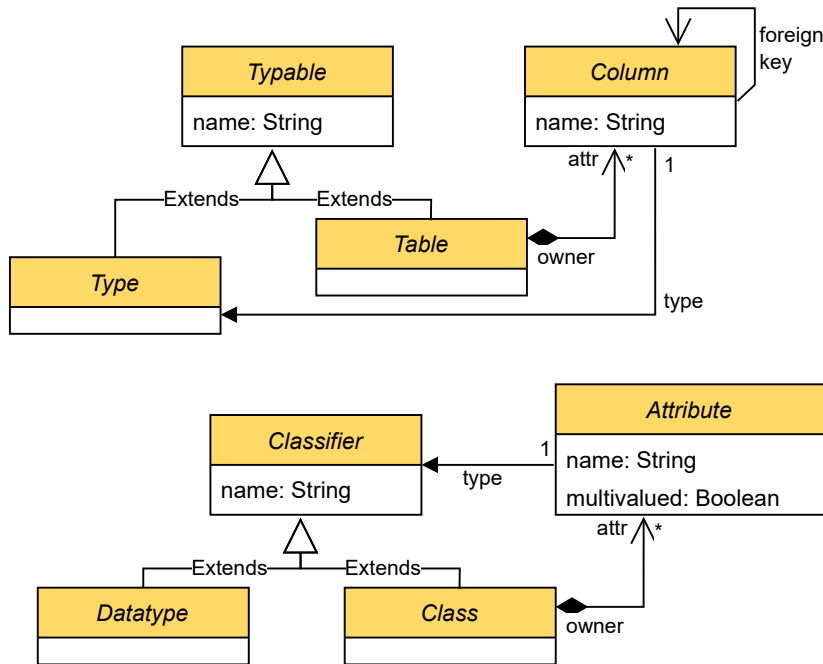 Typable
name: String
Column
name: String
foreign
key
attr
*
1
Extends
Extends
Table
owner
Type
type
Classifier
name: String
Attribute
name: String
multivalued: Boolean
1
type
attr
*
Extends
Extends
Datatype
Class
owner